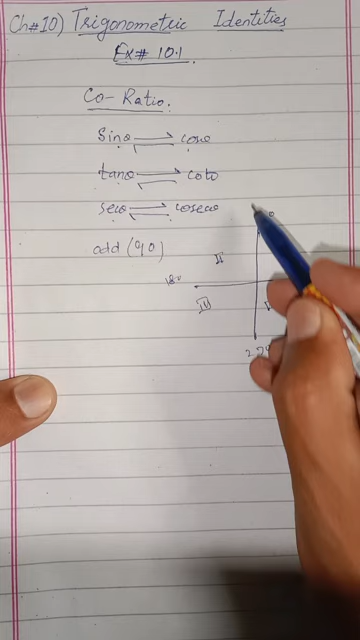 Ch#10) Trigonometric Identities
Ex# 10.1
Co-Ratio.
Sinθ ⇌ cosθ
tanθ ⇌ cotθ
secθ ⇌ cosecθ
add (90)
II
180
III